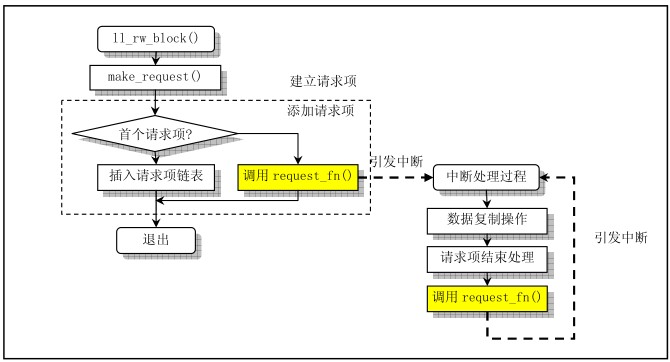 ll_rw_block()
make_request()
建立请求项
添加请求项
首个请求项?
插入请求项链表
调用 request_fn()
退出
引发中断
中断处理过程
数据复制操作
请求项结束处理
调用 request_fn()
引发中断